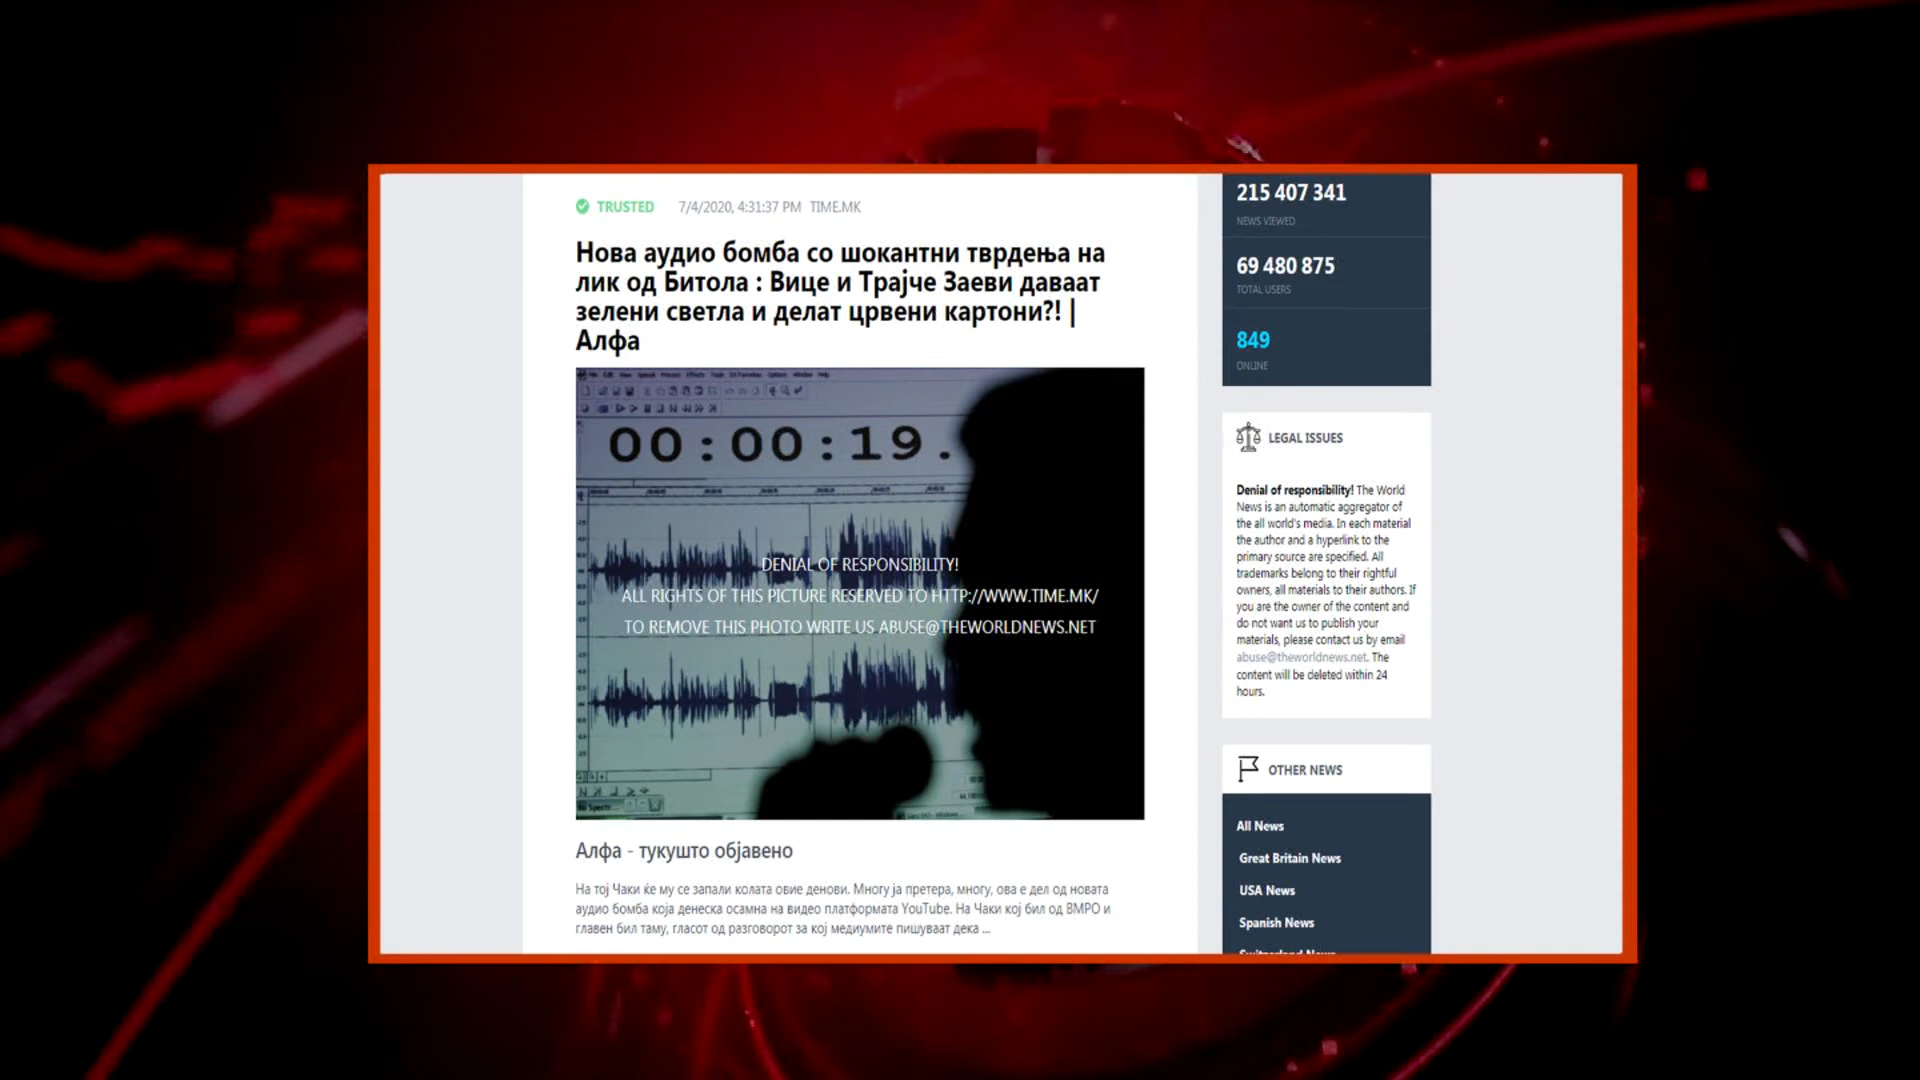 TRUSTED 7/4/2020, 4:31:37 PM TIME.MK
Нова аудио бомба со шокантни тврдења на
лик од Битола : Вице и Трајче Заеви даваат
зелени светла и делат црвени картони?! |
Алфа
00:00:19.
DENIAL OF RESPONSIBILITY!
ALL RIGHTS OF THIS PICTURE RESERVED TO HTTP://WWW.TIME.MK/
TO REMOVE THIS PHOTO WRITE US ABUSE@THEWORLDNEWS.NET
Алфа - тукушто објавено
На тој Чаки ќе му се запали колата овие денови. Многу ја претера, многу, ова е дел од новата
аудио бомба која денеска осамна на видео платформата YouTube. На Чаки кој бил од ВМРО и
главен бил таму, гласот од разговорот за кој медиумите пишуваат дека ...
215 407 341
NEWS VIEWED
69 480 875
TOTAL USERS
849
ONLINE
LEGAL ISSUES
Denial of responsibility! The World
News is an automatic aggregator of
the all world's media. In each material
the author and a hyperlink to the
primary source are specified. All
trademarks belong to their rightful
owners, all materials to their authors. If
you are the owner of the content and
do not want us to publish your
materials, please contact us by email
abuse@theworldnews.net. The
content will be deleted within 24
hours.
OTHER NEWS
All News
Great Britain News
USA News
Spanish News
Switzerland News